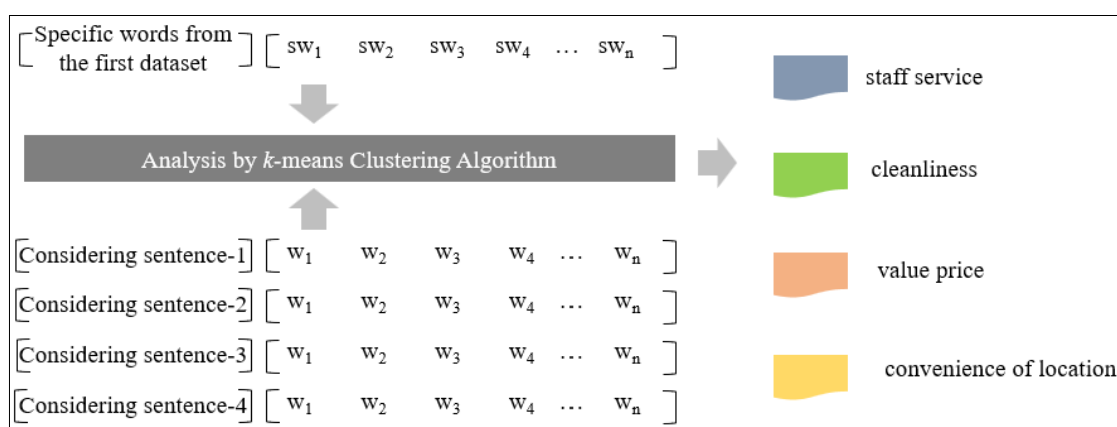 Specific words from
the first dataset
sw₁ sw₂ sw₃ sw₄ … swₙ
Analysis by k-means Clustering Algorithm
Considering sentence-1 w₁ w₂ w₃ w₄ … wₙ
Considering sentence-2 w₁ w₂ w₃ w₄ … wₙ
Considering sentence-3 w₁ w₂ w₃ w₄ … wₙ
Considering sentence-4 w₁ w₂ w₃ w₄ … wₙ
staff service
cleanliness
value price
convenience of location